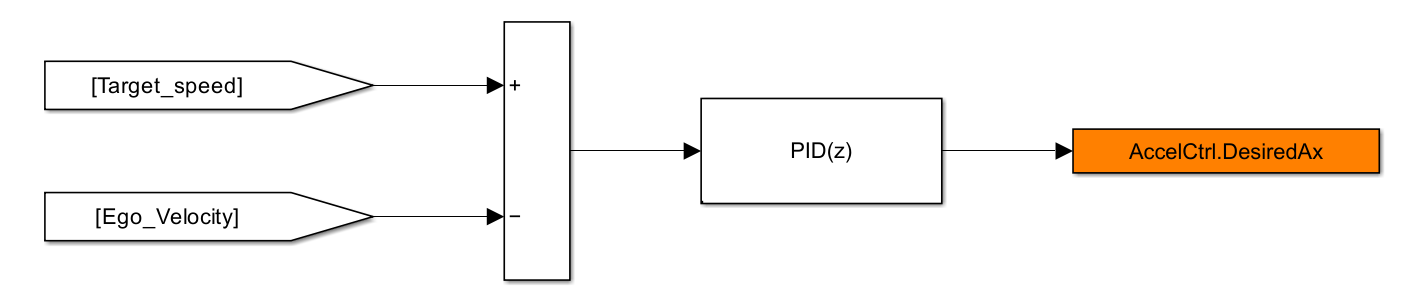 [Target_speed]
+
PID(z)
AccelCtrl.DesiredAx
[Ego_Velocity]
−